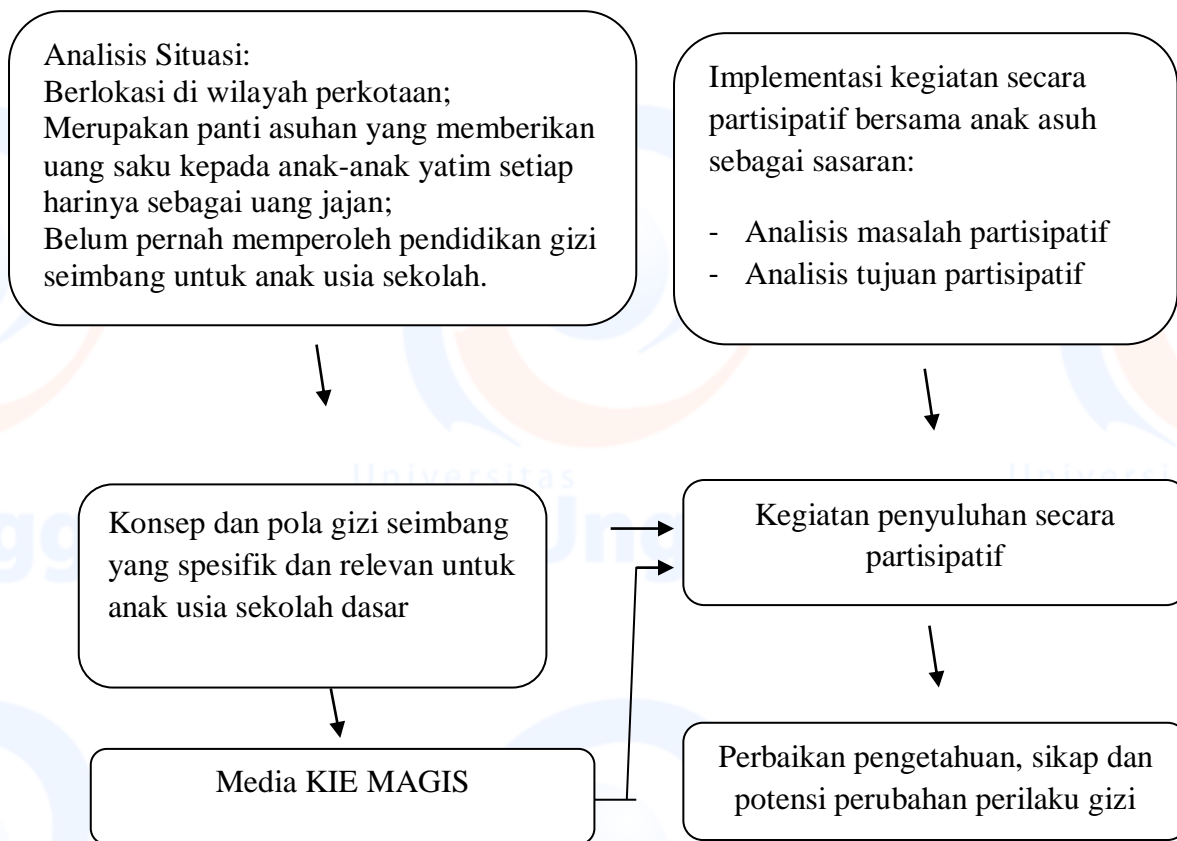 Analisis Situasi:
Berlokasi di wilayah perkotaan;
Merupakan panti asuhan yang memberikan
uang saku kepada anak-anak yatim setiap
harinya sebagai uang jajan;
Belum pernah memperoleh pendidikan gizi
seimbang untuk anak usia sekolah.
Implementasi kegiatan secara
partisipatif bersama anak asuh
sebagai sasaran:
- Analisis masalah partisipatif
- Analisis tujuan partisipatif
Universitas
Konsep dan pola gizi seimbang
yang spesifik dan relevan untuk
anak usia sekolah dasar
Kegiatan penyuluhan secara
partisipatif
Media KIE MAGIS
Perbaikan pengetahuan, sikap dan
potensi perubahan perilaku gizi